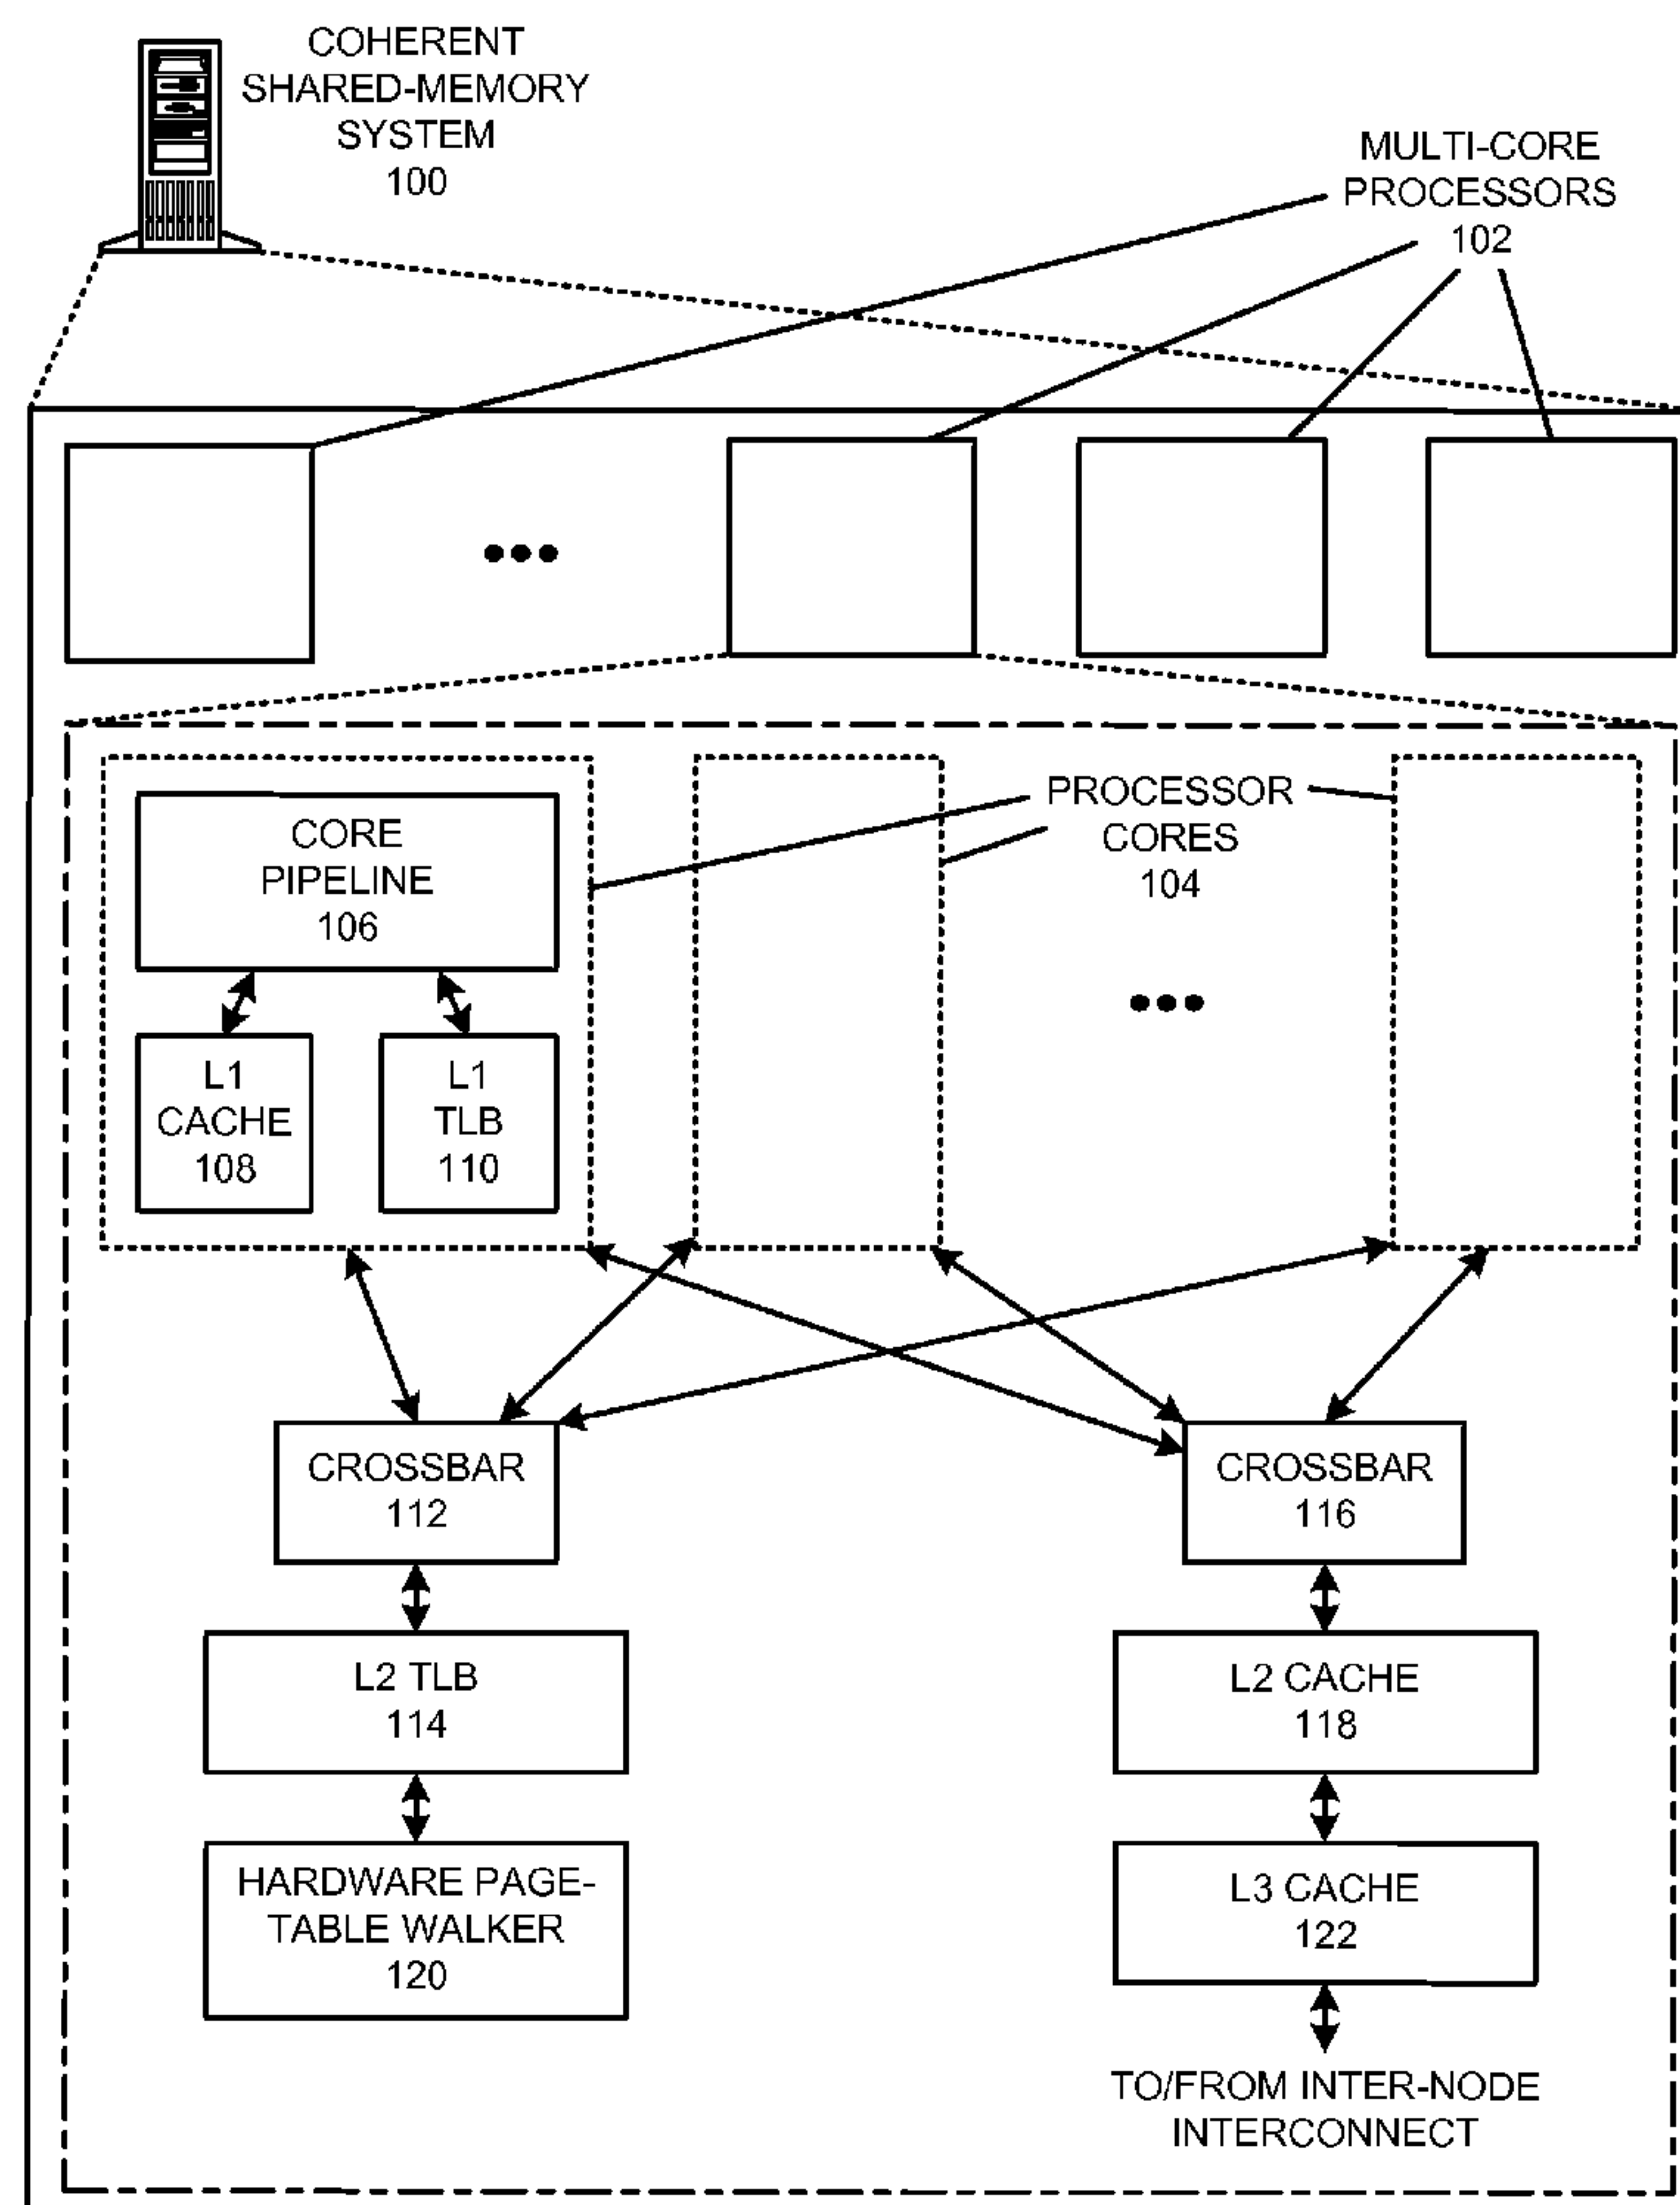 COHERENT
SHARED-MEMORY
SYSTEM
100
MULTI-CORE
PROCESSORS
102
PROCESSOR
CORES
104
CORE
PIPELINE
106
L1
CACHE
108
L1
TLB
110
CROSSBAR
112
CROSSBAR
116
L2 TLB
114
L2 CACHE
118
HARDWARE PAGE-
TABLE WALKER
120
L3 CACHE
122
TO/FROM INTER-NODE
INTERCONNECT